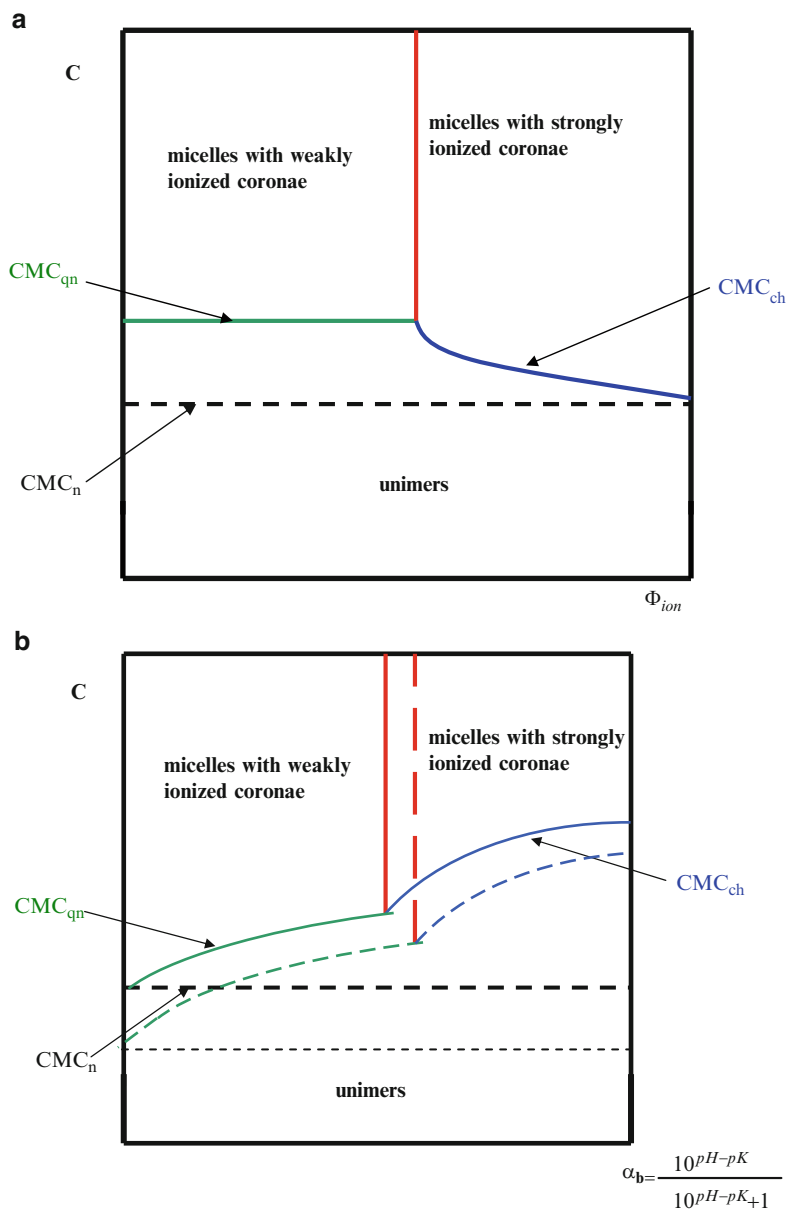 a
C
micelles with weakly
ionized coronae
micelles with strongly
ionized coronae
CMCqn
CMCch
CMCn
unimers
Φion
b
C
micelles with weakly
ionized coronae
micelles with strongly
ionized coronae
CMCqn
CMCch
CMCn
unimers
αb= 10^pH–pK / 10^pH–pK+1